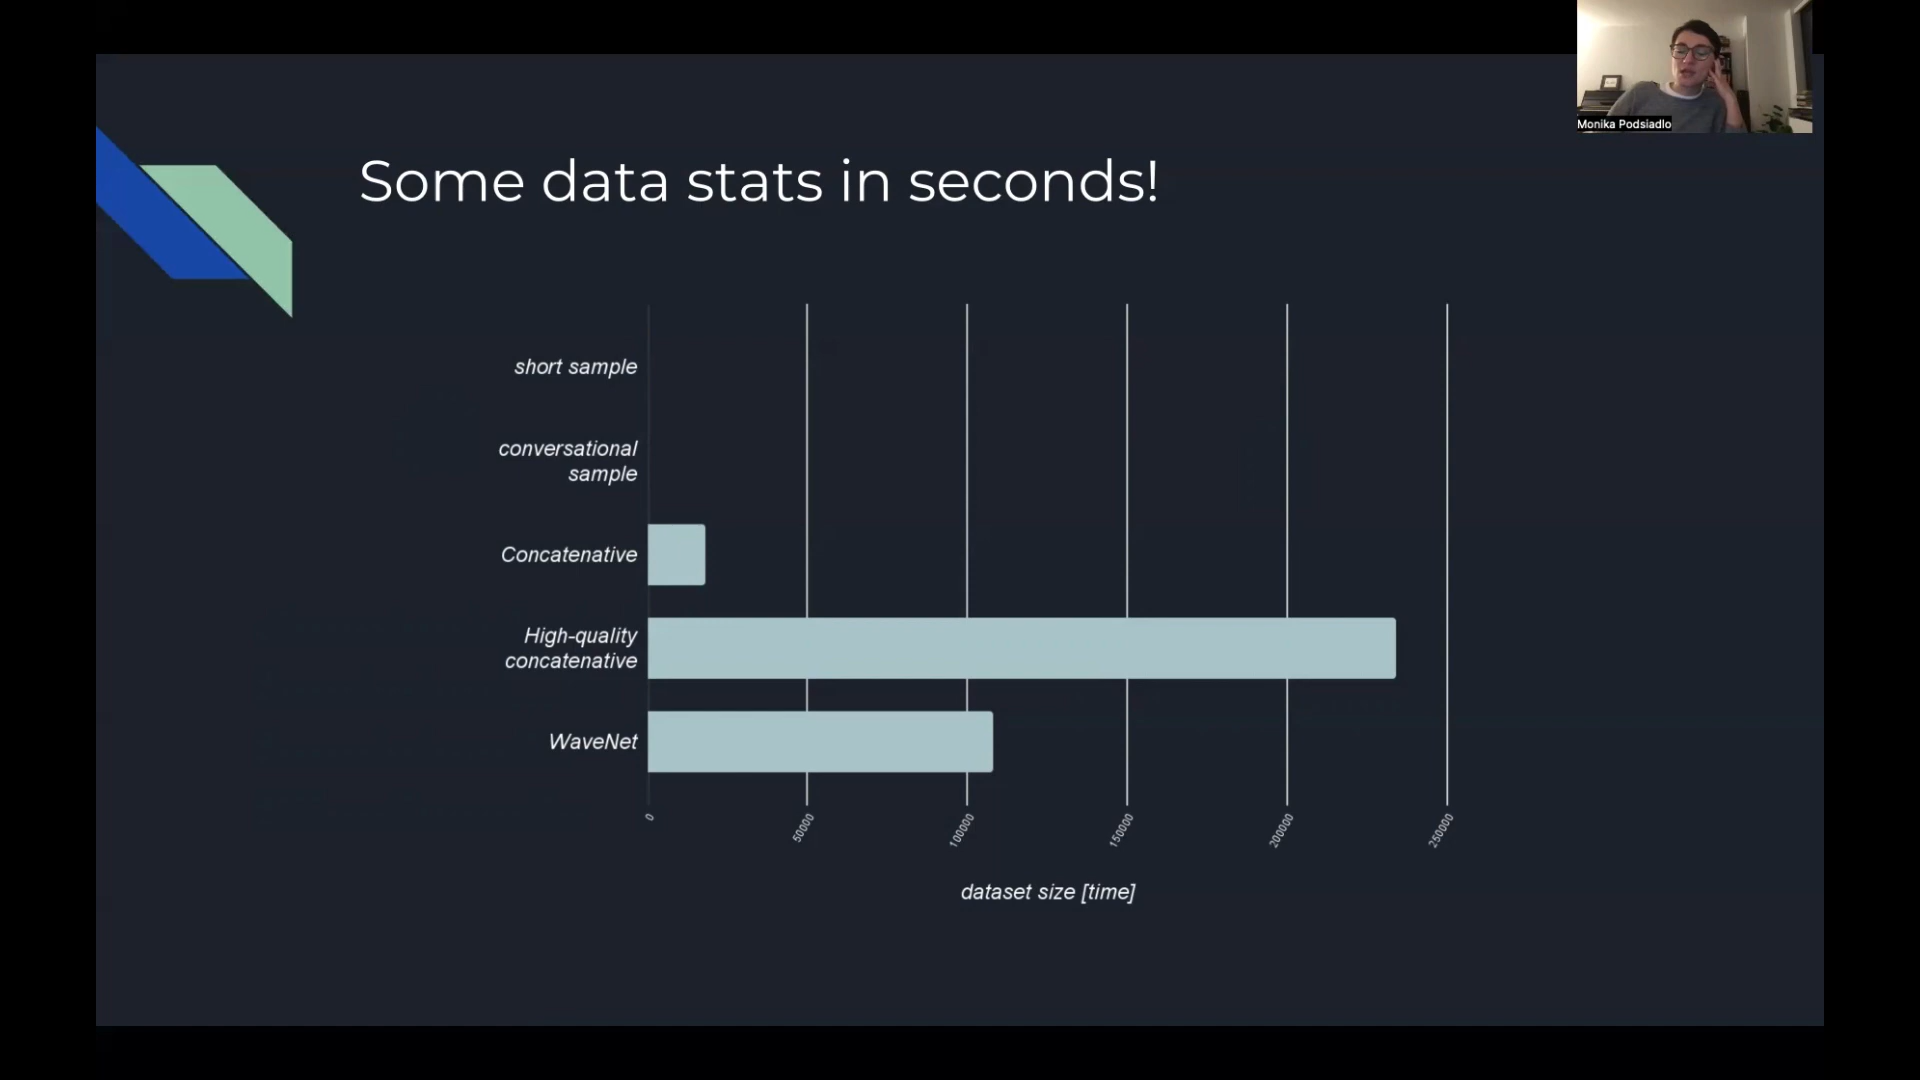 Monika Podsiadlo
Some data stats in seconds!
short sample
conversational
sample
Concatenative
High-quality
concatenative
WaveNet
0
50000
100000
150000
200000
250000
dataset size [time]